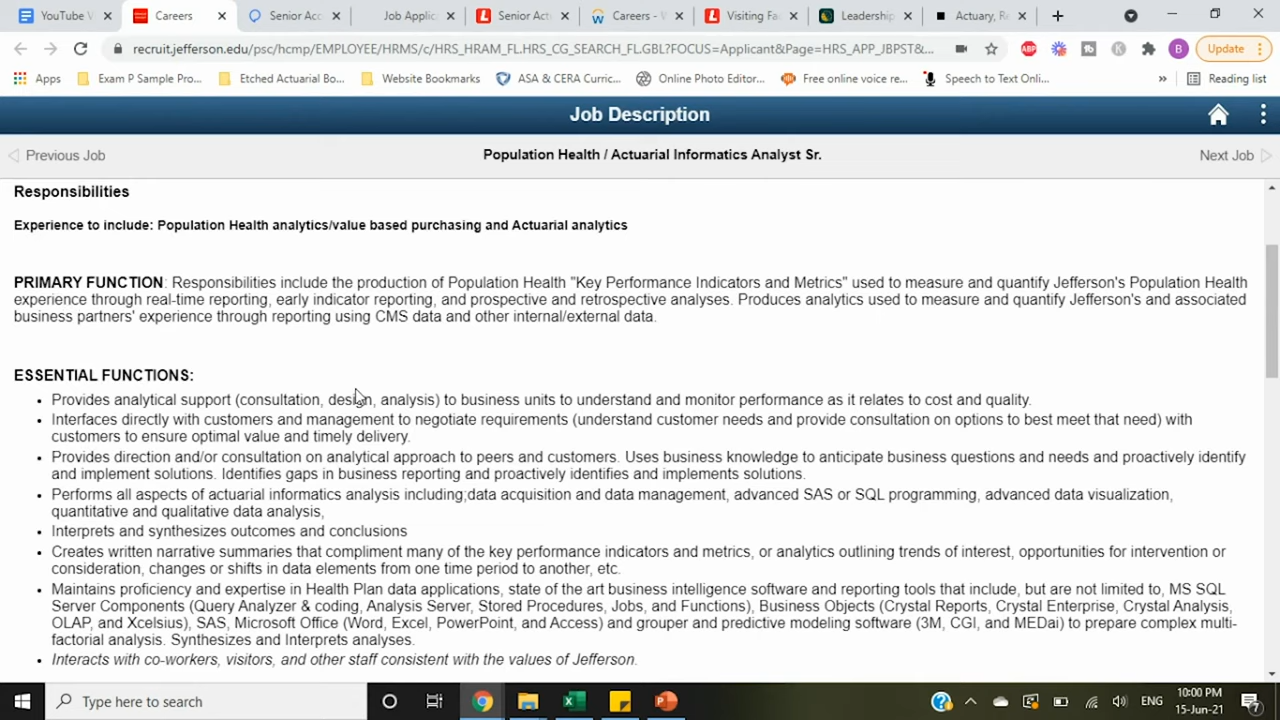 YouTube V
Careers
Senior Acc
Job Applic
Senior Act
Careers - V
Visiting Fa
Leadership
Actuary, R
recruit.jefferson.edu/psc/hcmp/EMPLOYEE/HRMS/c/HRS_HRAM_FL.HRS_CG_SEARCH_FL.GBL?FOCUS=Applicant&Page=HRS_APP_JBPST&...
ABP
B
Update
Apps
Exam P Sample Pro...
Etched Actuarial Bo...
Website Bookmarks
ASA & CERA Curric...
Online Photo Editor...
Free online voice re...
Speech to Text Onli...
»
Reading list
Job Description
Previous Job
Population Health / Actuarial Informatics Analyst Sr.
Next Job
Responsibilities
Experience to include: Population Health analytics/value based purchasing and Actuarial analytics
PRIMARY FUNCTION: Responsibilities include the production of Population Health "Key Performance Indicators and Metrics" used to measure and quantify Jefferson's Population Health
experience through real-time reporting, early indicator reporting, and prospective and retrospective analyses. Produces analytics used to measure and quantify Jefferson's and associated
business partners' experience through reporting using CMS data and other internal/external data.
ESSENTIAL FUNCTIONS:
• Provides analytical support (consultation, design, analysis) to business units to understand and monitor performance as it relates to cost and quality.
• Interfaces directly with customers and management to negotiate requirements (understand customer needs and provide consultation on options to best meet that need) with
customers to ensure optimal value and timely delivery.
• Provides direction and/or consultation on analytical approach to peers and customers. Uses business knowledge to anticipate business questions and needs and proactively identify
and implement solutions. Identifies gaps in business reporting and proactively identifies and implements solutions.
• Performs all aspects of actuarial informatics analysis including;data acquisition and data management, advanced SAS or SQL programming, advanced data visualization,
quantitative and qualitative data analysis,
• Interprets and synthesizes outcomes and conclusions
• Creates written narrative summaries that compliment many of the key performance indicators and metrics, or analytics outlining trends of interest, opportunities for intervention or
consideration, changes or shifts in data elements from one time period to another, etc.
• Maintains proficiency and expertise in Health Plan data applications, state of the art business intelligence software and reporting tools that include, but are not limited to, MS SQL
Server Components (Query Analyzer & coding, Analysis Server, Stored Procedures, Jobs, and Functions), Business Objects (Crystal Reports, Crystal Enterprise, Crystal Analysis,
OLAP, and Xcelsius), SAS, Microsoft Office (Word, Excel, PowerPoint, and Access) and grouper and predictive modeling software (3M, CGI, and MEDai) to prepare complex multi-
factorial analysis. Synthesizes and Interprets analyses.
• Interacts with co-workers, visitors, and other staff consistent with the values of Jefferson.
Type here to search
ENG
10:00 PM
15-Jun-21